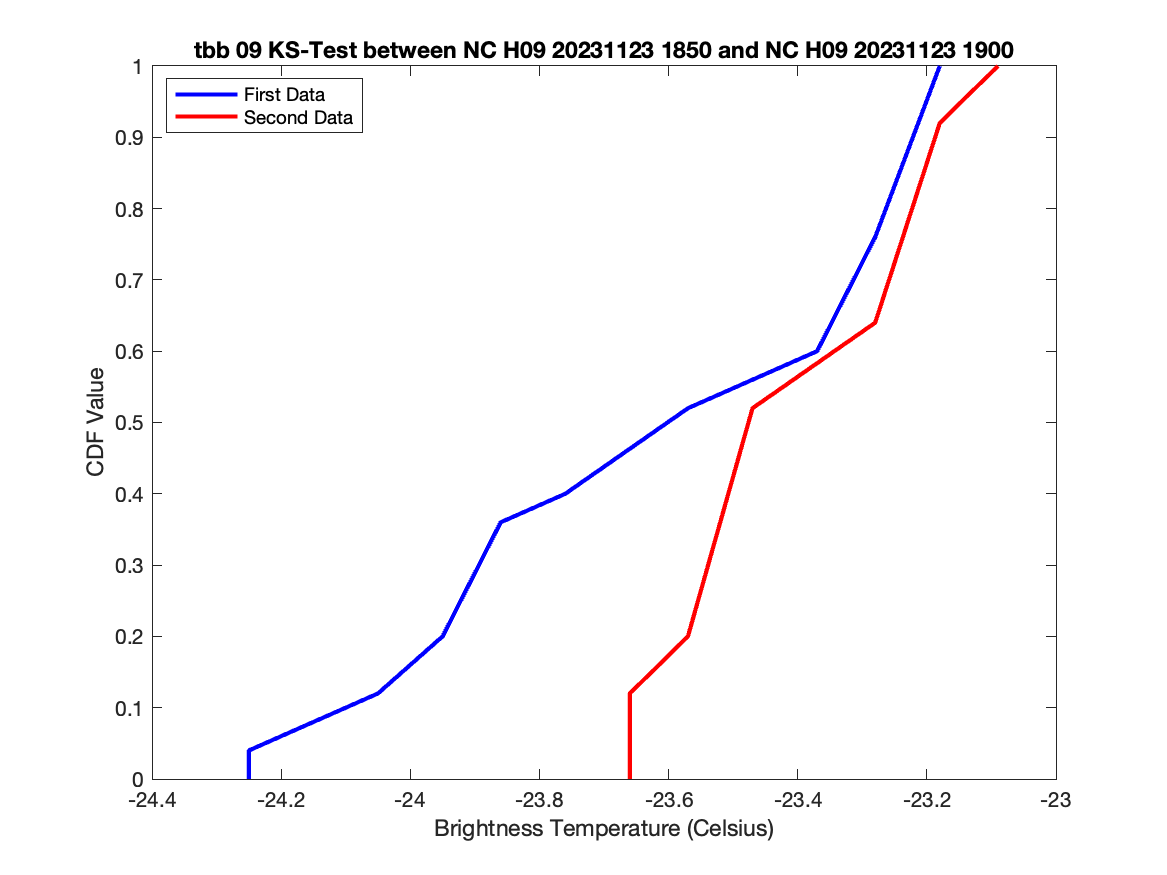 tbb 09 KS-Test between NC H09 20231123 1850 and NC H09 20231123 1900
First Data
Second Data
1
0.9
0.8
0.7
0.6
0.5
0.4
0.3
0.2
0.1
0
CDF Value
-24.4 -24.2 -24 -23.8 -23.6 -23.4 -23.2 -23
Brightness Temperature (Celsius)